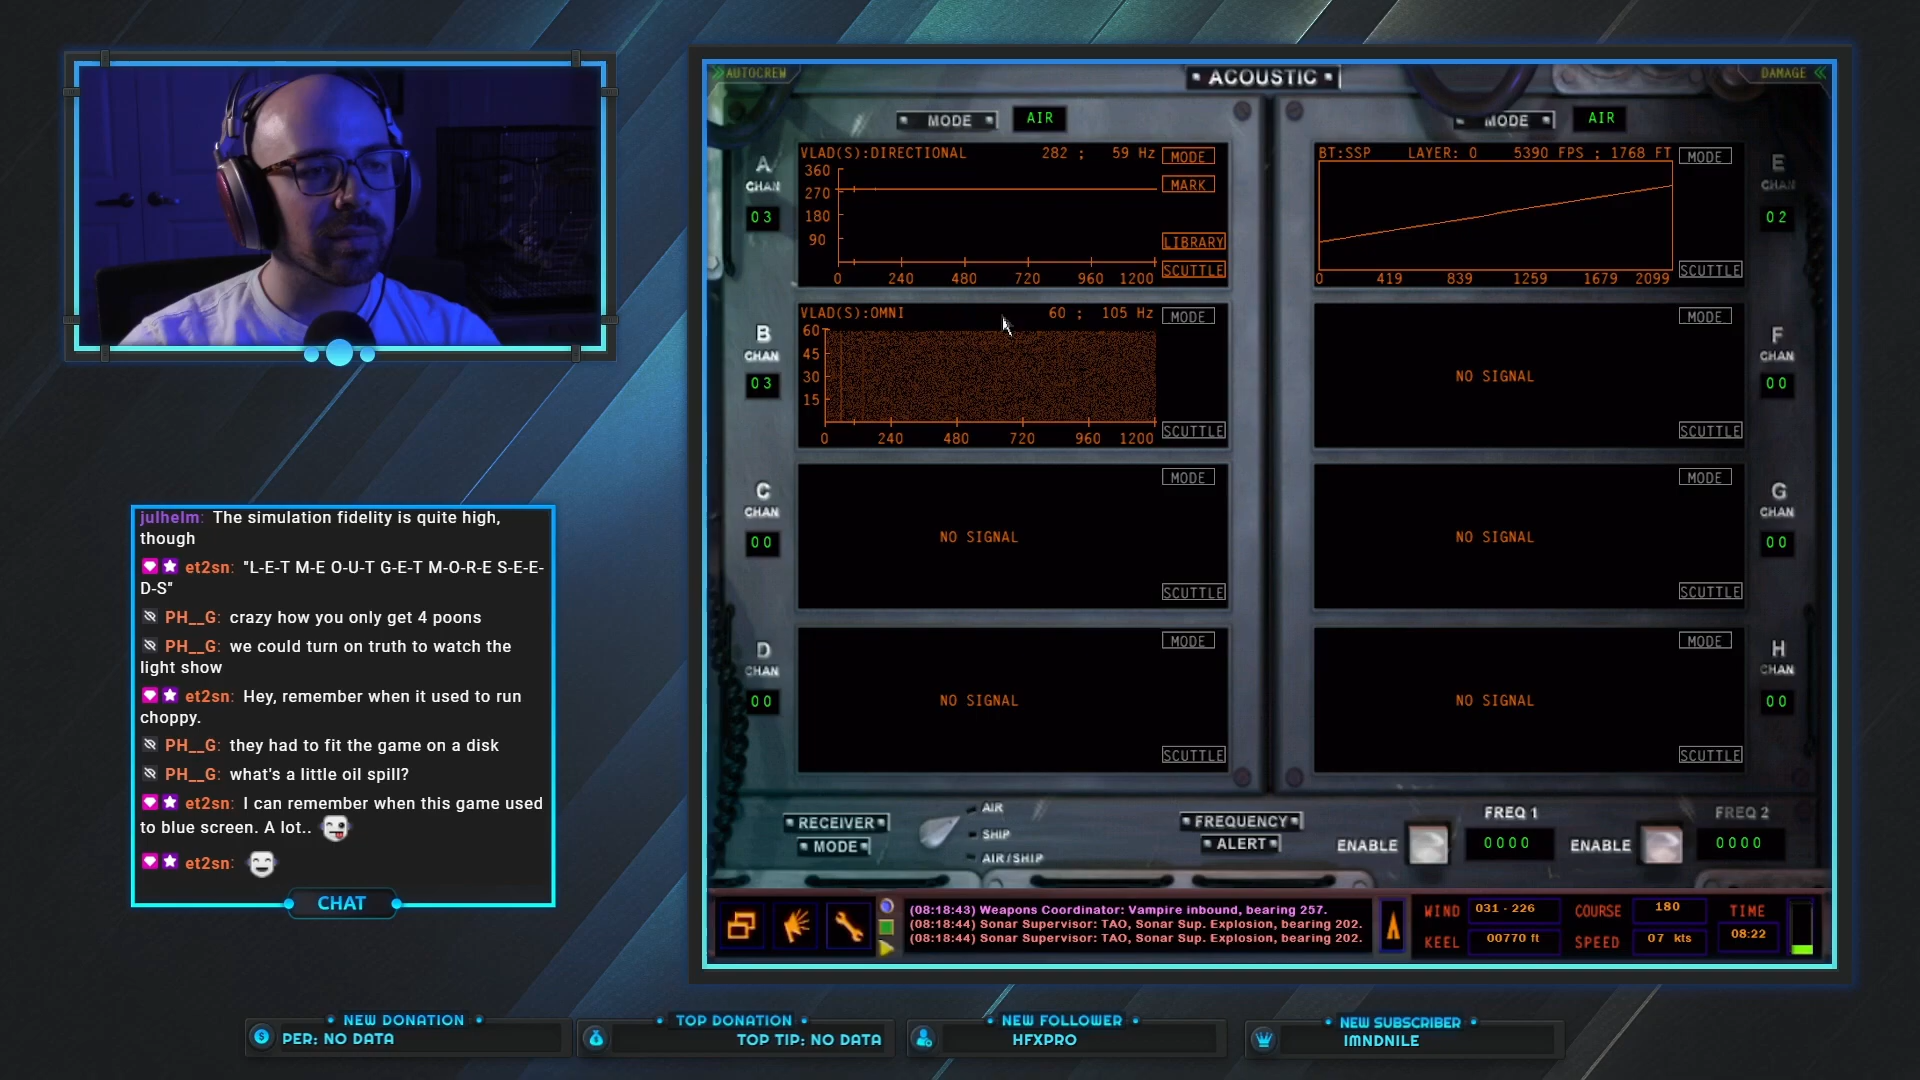 AUTOCREW
ACOUSTIC
DAMAGE
MODE AIR
MODE AIR
A
CHAN
03
VLAD(S):DIRECTIONAL 282 ; 59 Hz
MODE
MARK
LIBRARY
SCUTTLE
360
270
180
90
0 240 480 720 960 1200
BT:SSP LAYER: 0 5390 FPS ; 1768 FT
MODE
SCUTTLE
0 419 839 1259 1679 2099
E
CHAN
02
B
CHAN
03
VLAD(S):OMNI 60 ; 105 Hz
MODE
SCUTTLE
60
45
30
15
0 240 480 720 960 1200
MODE
NO SIGNAL
SCUTTLE
F
CHAN
00
C
CHAN
00
MODE
NO SIGNAL
SCUTTLE
MODE
NO SIGNAL
SCUTTLE
G
CHAN
00
D
CHAN
00
MODE
NO SIGNAL
SCUTTLE
MODE
NO SIGNAL
SCUTTLE
H
CHAN
00
RECEIVER
MODE
AIR
SHIP
AIR/SHIP
FREQUENCY
ALERT
ENABLE
FREQ 1
0000
ENABLE
FREQ 2
0000
(08:18:43) Weapons Coordinator: Vampire inbound, bearing 257.
(08:18:44) Sonar Supervisor: TAO, Sonar Sup. Explosion, bearing 202.
(08:18:44) Sonar Supervisor: TAO, Sonar Sup. Explosion, bearing 202.
WIND 031 - 226 COURSE 180 TIME
KEEL 00770 ft SPEED 07 kts 08:22
julhelm: The simulation fidelity is quite high,
though
et2sn: "L-E-T M-E O-U-T G-E-T M-O-R-E S-E-E-
D-S"
PH__G: crazy how you only get 4 poons
PH__G: we could turn on truth to watch the
light show
et2sn: Hey, remember when it used to run
choppy.
PH__G: they had to fit the game on a disk
PH__G: what's a little oil spill?
et2sn: I can remember when this game used
to blue screen. A lot..
et2sn:
CHAT
NEW DONATION
PER: NO DATA
TOP DONATION
TOP TIP: NO DATA
NEW FOLLOWER
HFXPRO
NEW SUBSCRIBER
IMNDNILE